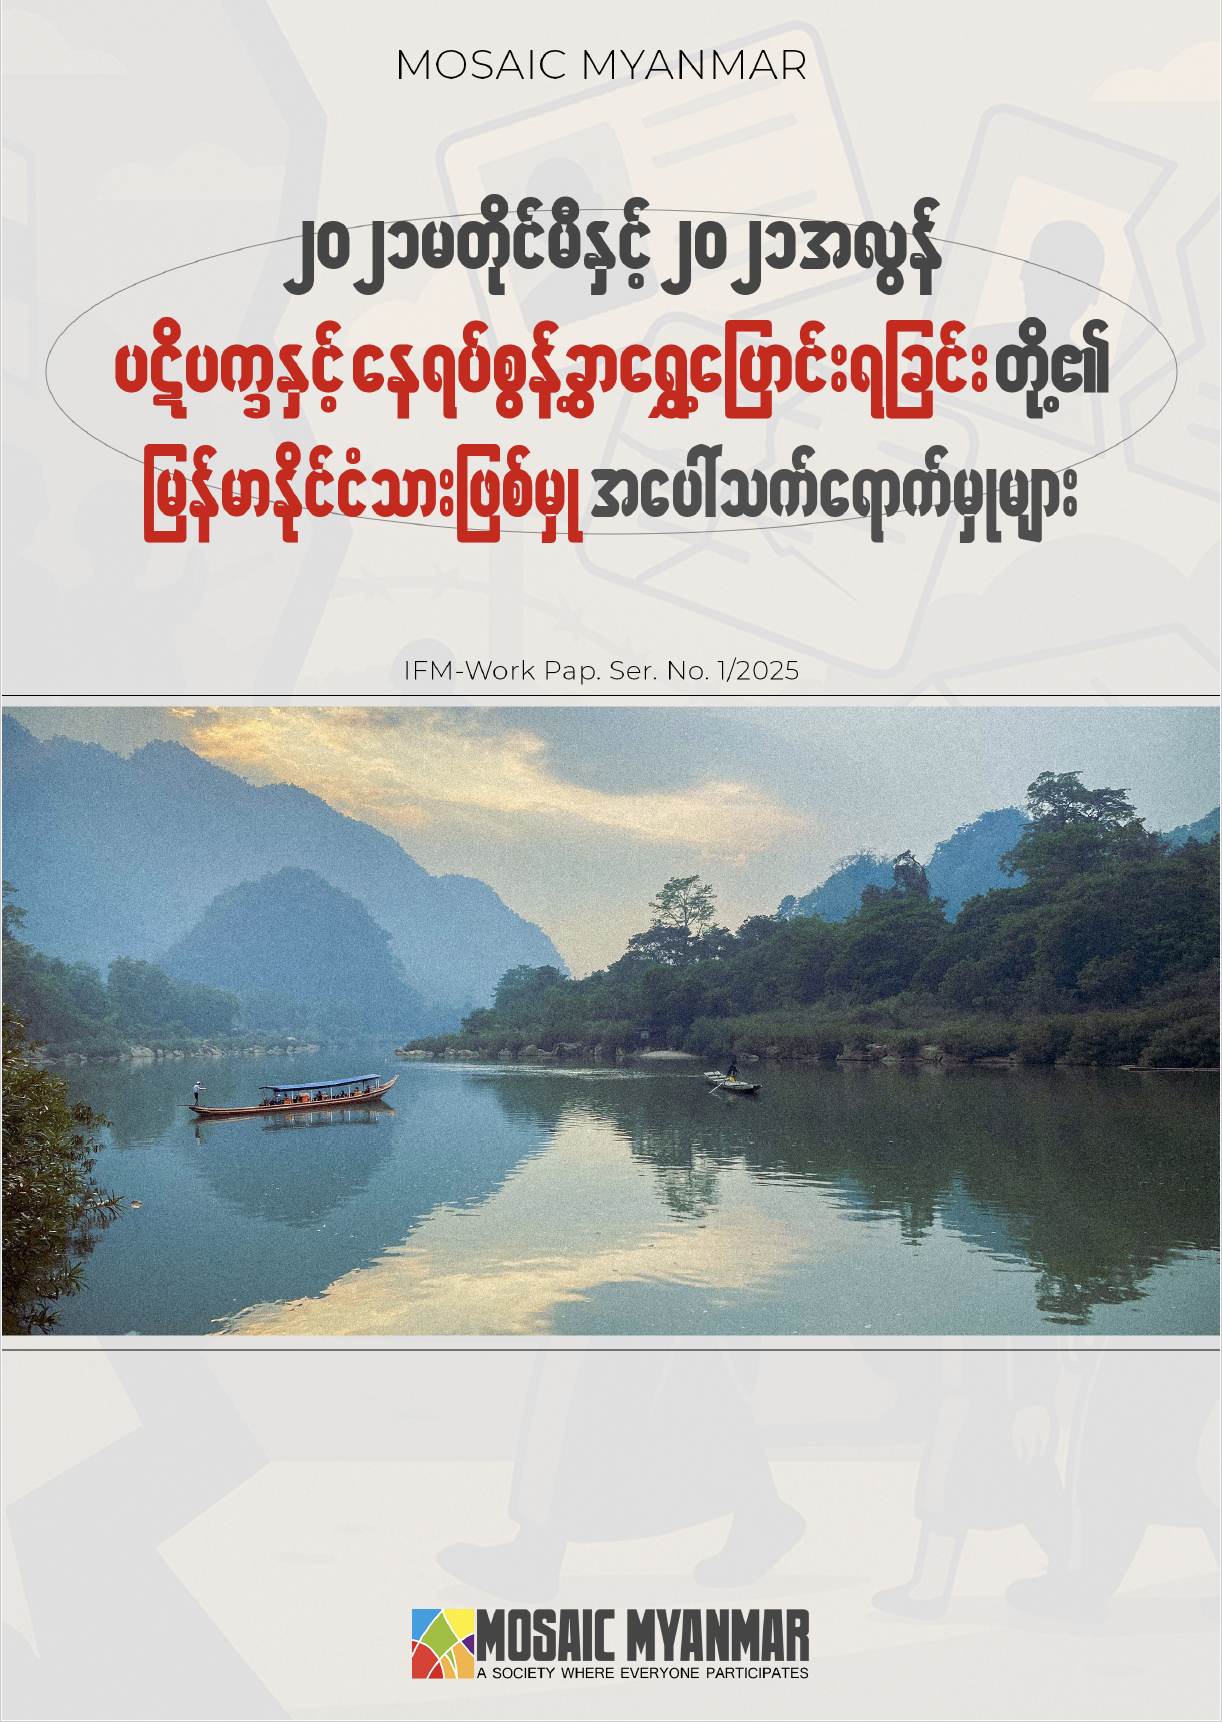 MOSAIC MYANMAR
၂၀၂၁မတိုင်မီနှင့် ၂၀၂၁အလွန်
ပဋိပက္ခနှင့် နေရပ်စွန့်ခွာရွှေ့ပြောင်းရခြင်း တို့၏
မြန်မာနိုင်ငံသားဖြစ်မှု အပေါ်သက်ရောက်မှုများ
IFM-Work Pap. Ser. No. 1/2025
MOSAIC MYANMAR
A SOCIETY WHERE EVERYONE PARTICIPATES